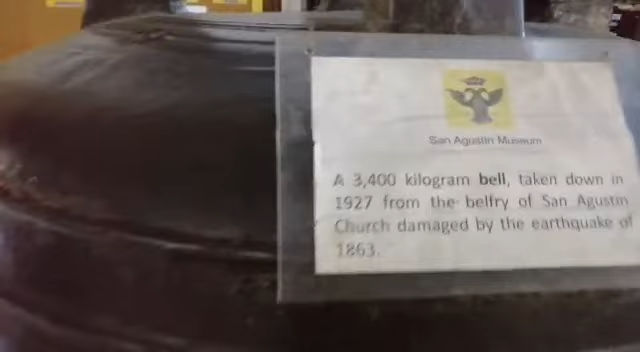 San Agustin Museum
A 3,400 kilogram bell, taken down in
1927 from the belfry of San Agustin
Church damaged by the earthquake of
1863.